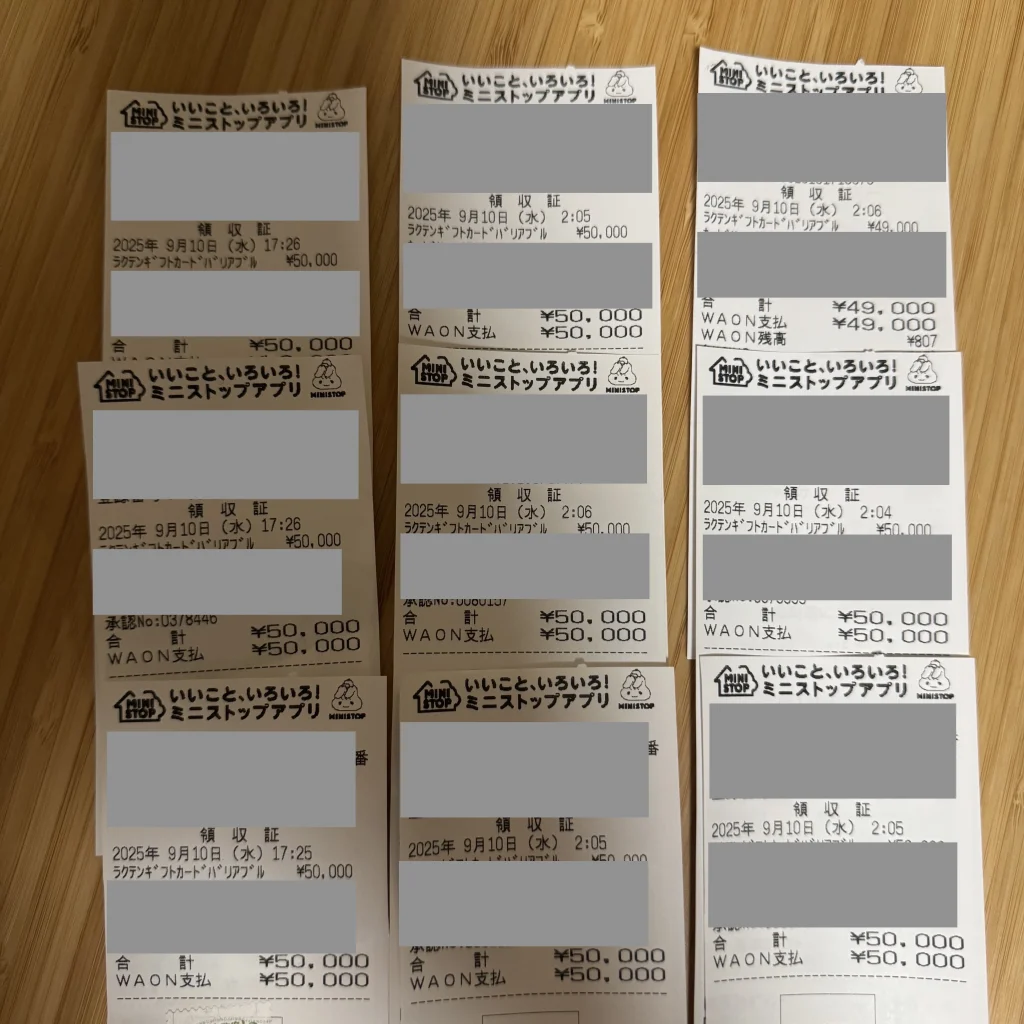 MINI STOP いいこと、いろいろ!
ミニストップアプリ MINISTOP
領収証
2025年 9月10日(水) 17:26
ラクテンギフトカードバリアブル ¥50,000
合計 ¥50,000
MINI STOP いいこと、いろいろ!
ミニストップアプリ MINISTOP
領収証
2025年 9月10日(水) 2:05
ラクテンギフトカードバリアブル ¥50,000
合計 ¥50,000
WAON支払 ¥50,000
MINI STOP いいこと、いろいろ!
ミニストップアプリ
領収証
2025年 9月10日(水) 2:06
ラクテンギフトカードバリアブル ¥49,000
合計 ¥49,000
WAON支払 ¥49,000
WAON残高 ¥807
MINI STOP いいこと、いろいろ!
ミニストップアプリ MINISTOP
領収証
2025年 9月10日(水) 17:26
ラクテンギフトカードバリアブル ¥50,000
承認No:0378446
合計 ¥50,000
WAON支払 ¥50,000
MINI STOP いいこと、いろいろ!
ミニストップアプリ MINISTOP
領収証
2025年 9月10日(水) 2:06
ラクテンギフトカードバリアブル ¥50,000
合計 ¥50,000
WAON支払 ¥50,000
MINI STOP いいこと、いろいろ!
ミニストップアプリ MINISTOP
領収証
2025年 9月10日(水) 2:04
ラクテンギフトカードバリアブル ¥50,000
合計 ¥50,000
WAON支払 ¥50,000
MINI STOP いいこと、いろいろ!
ミニストップアプリ MINISTOP
番
領収証
2025年 9月10日(水) 17:25
ラクテンギフトカードバリアブル ¥50,000
合計 ¥50,000
WAON支払 ¥50,000
MINI STOP いいこと、いろいろ!
ミニストップアプリ MINISTOP
番
領収証
2025年 9月10日(水) 2:05
合計 ¥50,000
WAON支払 ¥50,000
MINI STOP いいこと、いろいろ!
ミニストップアプリ MINISTOP
領収証
2025年 9月10日(水) 2:05
合計 ¥50,000
WAON支払 ¥50,000